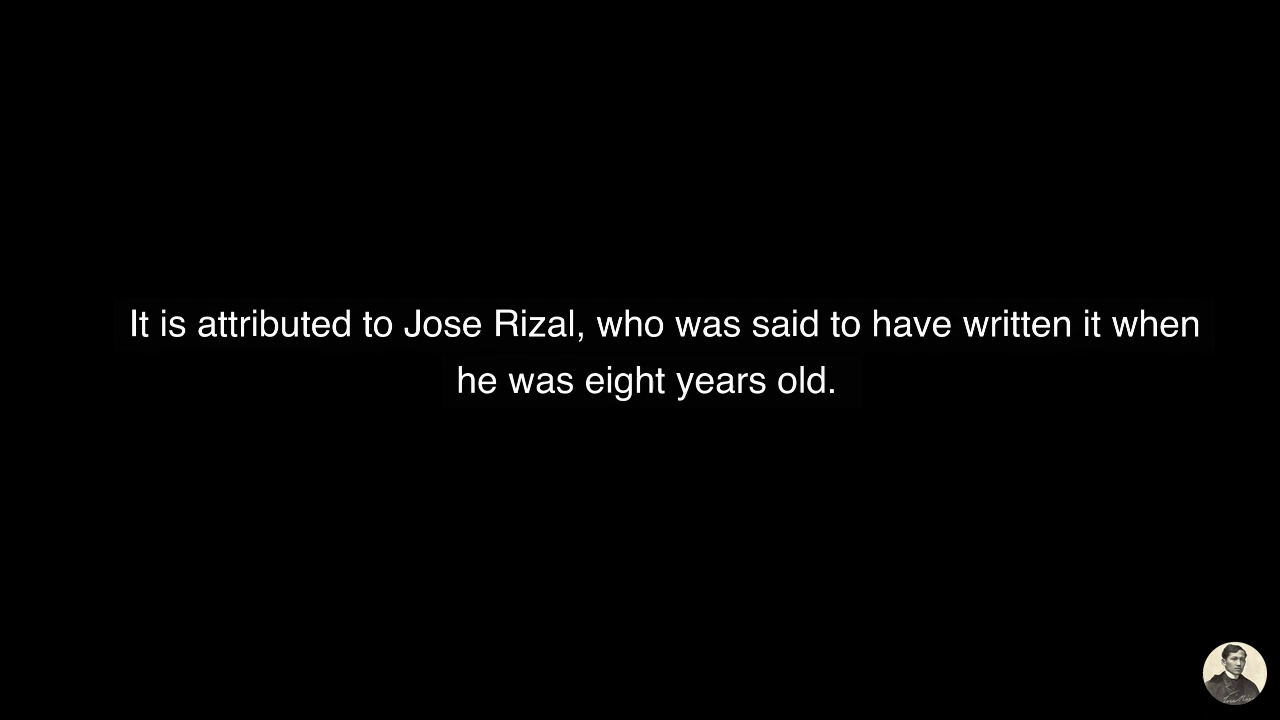 It is attributed to Jose Rizal, who was said to have written it when
he was eight years old.